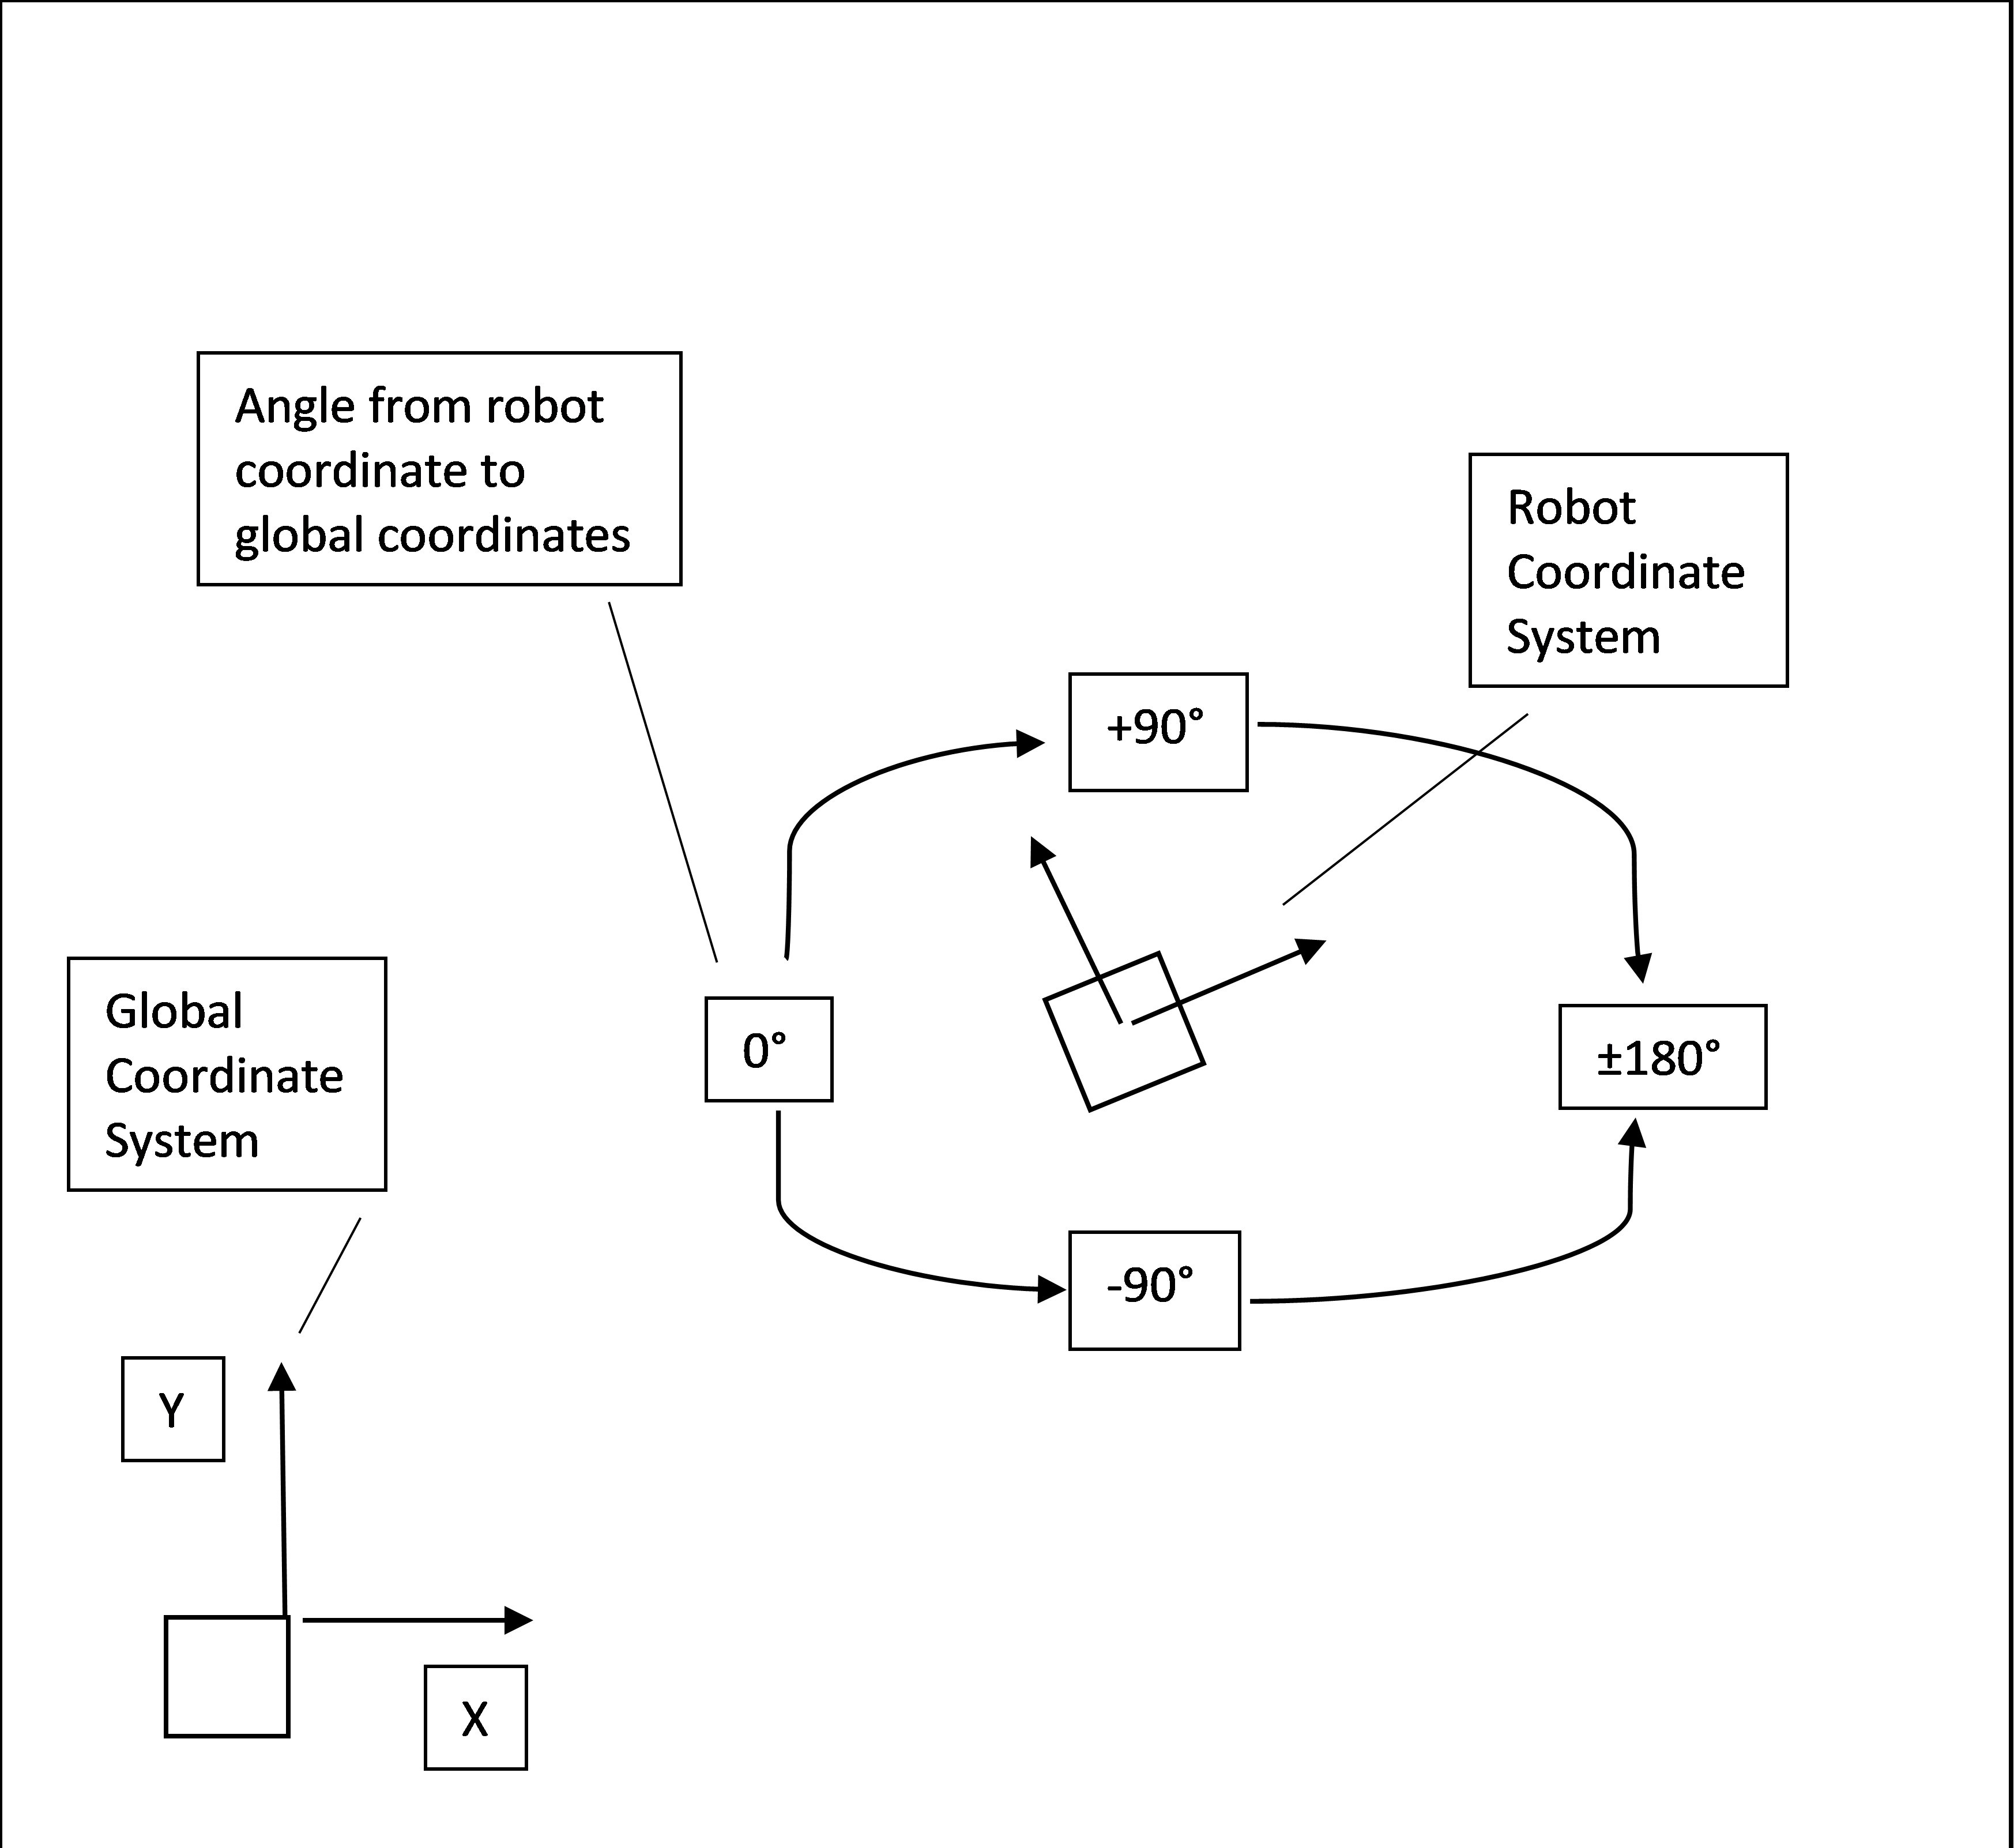 Angle from robot
coordinate to
global coordinates
Robot
Coordinate
System
+90°
Global
Coordinate
System
0°
±180°
-90°
Y
X